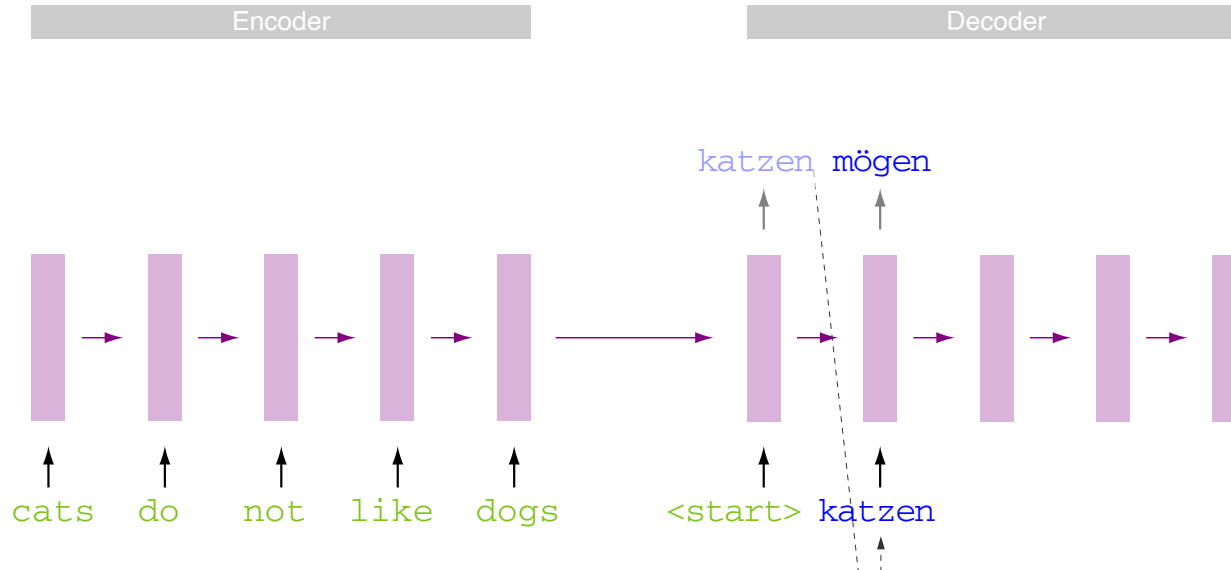 Encoder Decoder
katzen mögen
cats do not like dogs <start> katzen